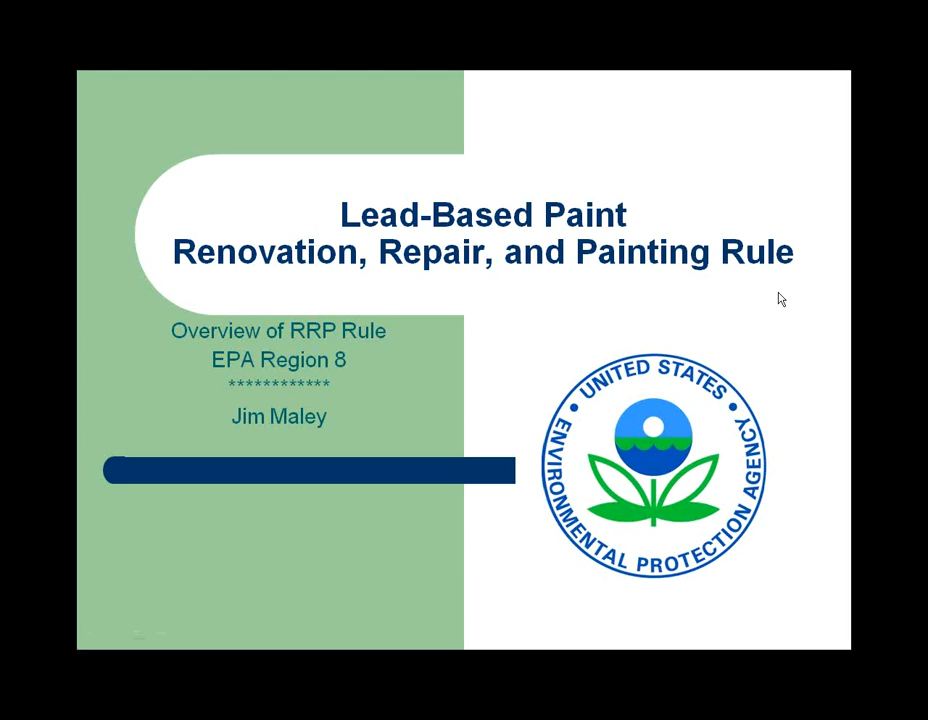 Lead-Based Paint
Renovation, Repair, and Painting Rule
Overview of RRP Rule
EPA Region 8
************
Jim Maley
UNITED STATES
ENVIRONMENTAL PROTECTION AGENCY